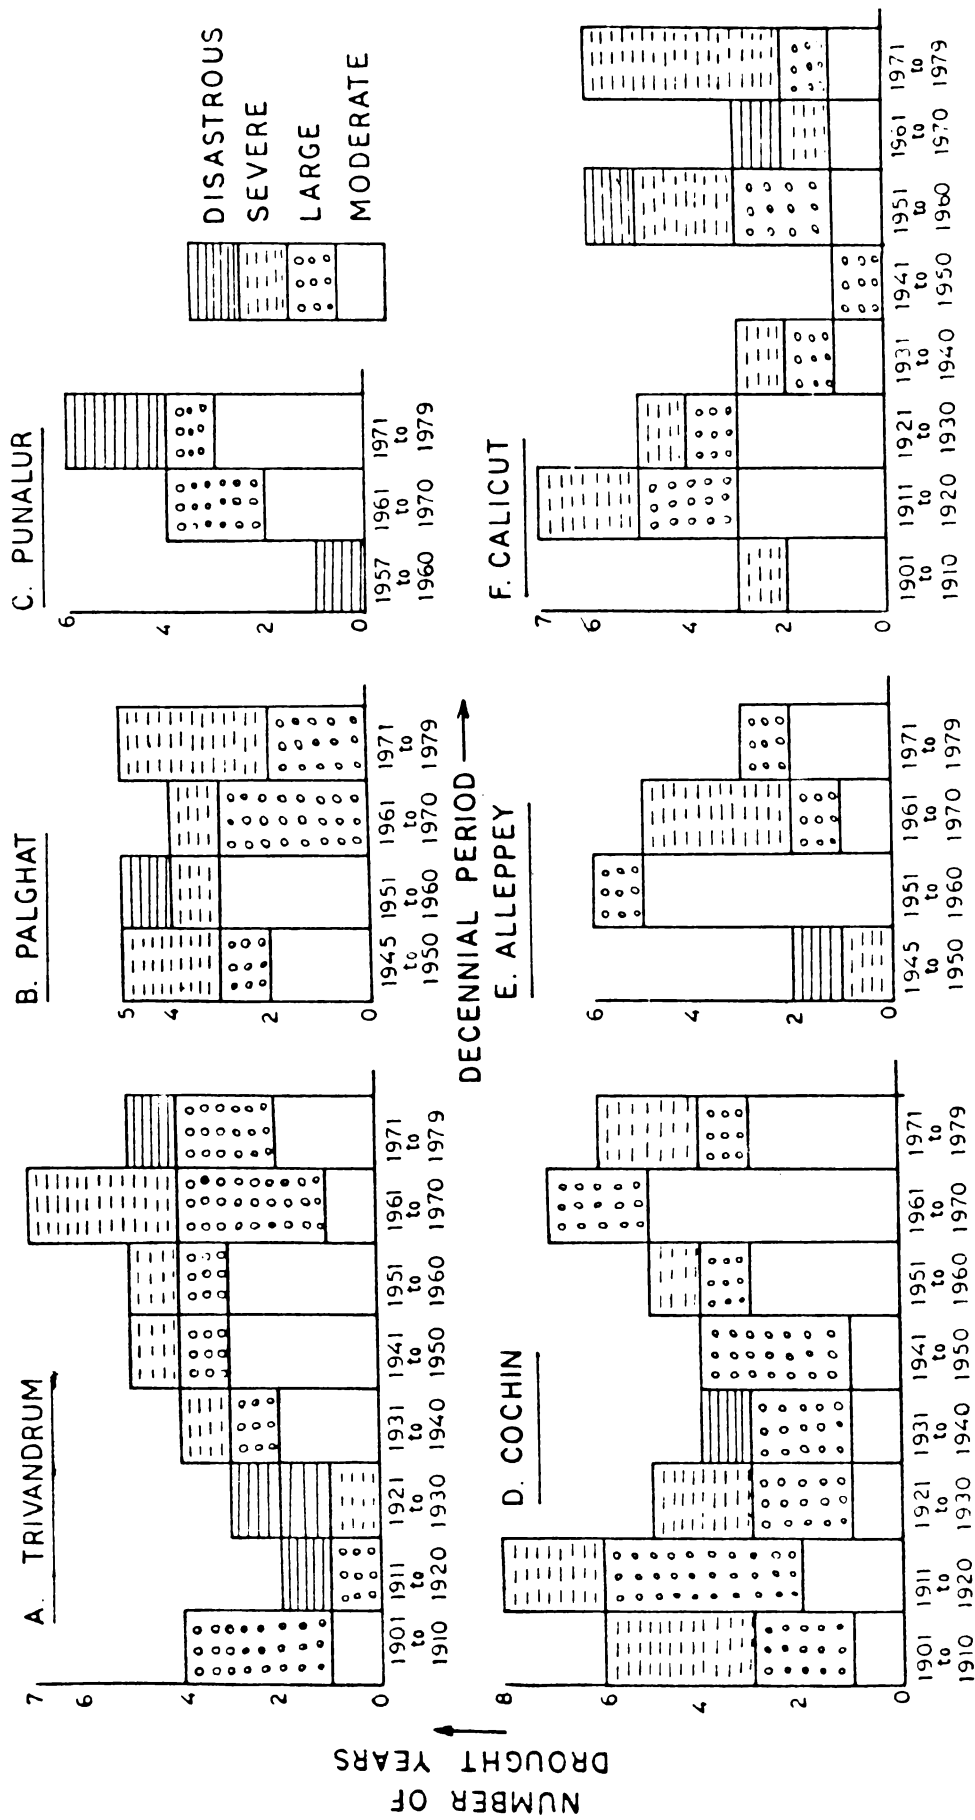 NUMBER OF
DROUGHT YEARS
A. TRIVANDRUM
7
6
4
2
0
1901 to 1910
1911 to 1920
1921 to 1930
1931 to 1940
1941 to 1950
1951 to 1960
1961 to 1970
1971 to 1979
B. PALGHAT
5
4
2
0
1945 to 1950
1951 to 1960
1961 to 1970
1971 to 1979
C. PUNALUR
6
4
2
0
1957 to 1960
1961 to 1970
1971 to 1979
DISASTROUS
SEVERE
LARGE
MODERATE
DECENNIAL PERIOD
D. COCHIN
8
6
4
2
0
1901 to 1910
1911 to 1920
1921 to 1930
1931 to 1940
1941 to 1950
1951 to 1960
1961 to 1970
1971 to 1979
E. ALLEPPEY
6
4
2
0
1945 to 1950
1951 to 1960
1961 to 1970
1971 to 1979
F. CALICUT
7
6
4
2
0
1901 to 1910
1911 to 1920
1921 to 1930
1931 to 1940
1941 to 1950
1951 to 1960
1961 to 1970
1971 to 1979